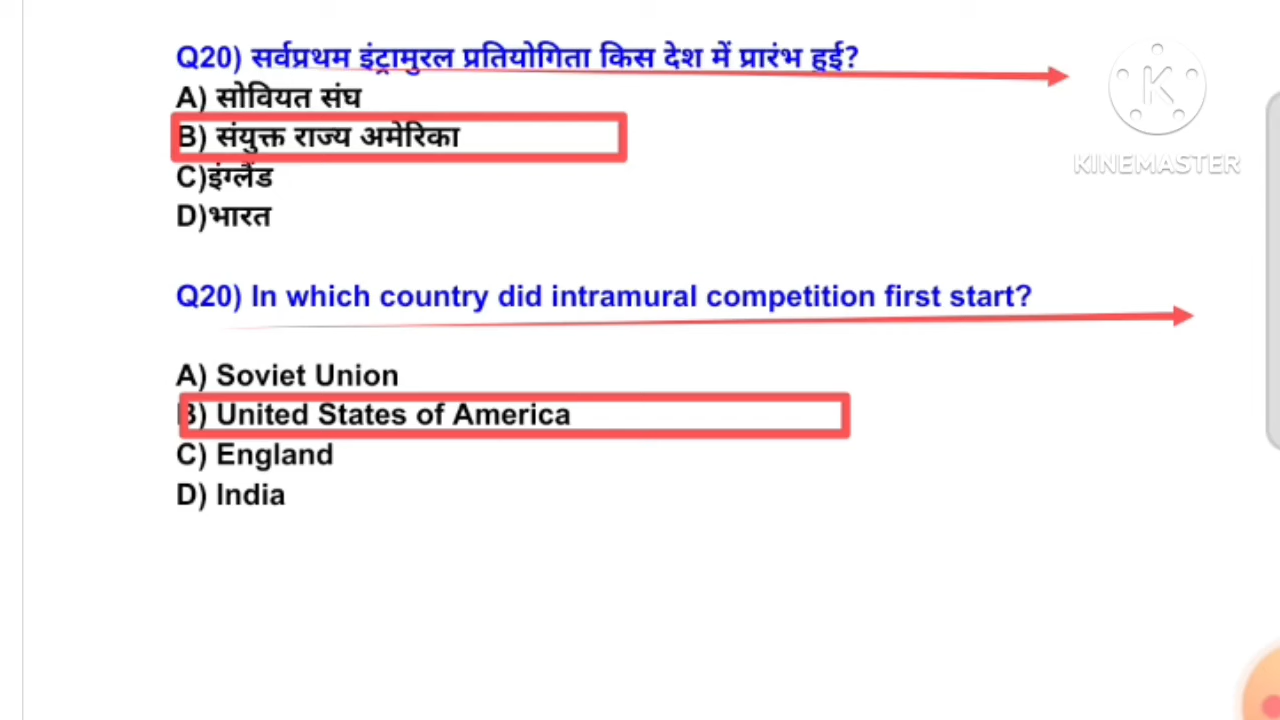 Q20) सर्वप्रथम इंट्रामुरल प्रतियोगिता किस देश में प्रारंभ हुई?
A) सोवियत संघ
B) संयुक्त राज्य अमेरिका
C)इंग्लैंड
D)भारत
K
KINEMASTER
Q20) In which country did intramural competition first start?
A) Soviet Union
B) United States of America
C) England
D) India